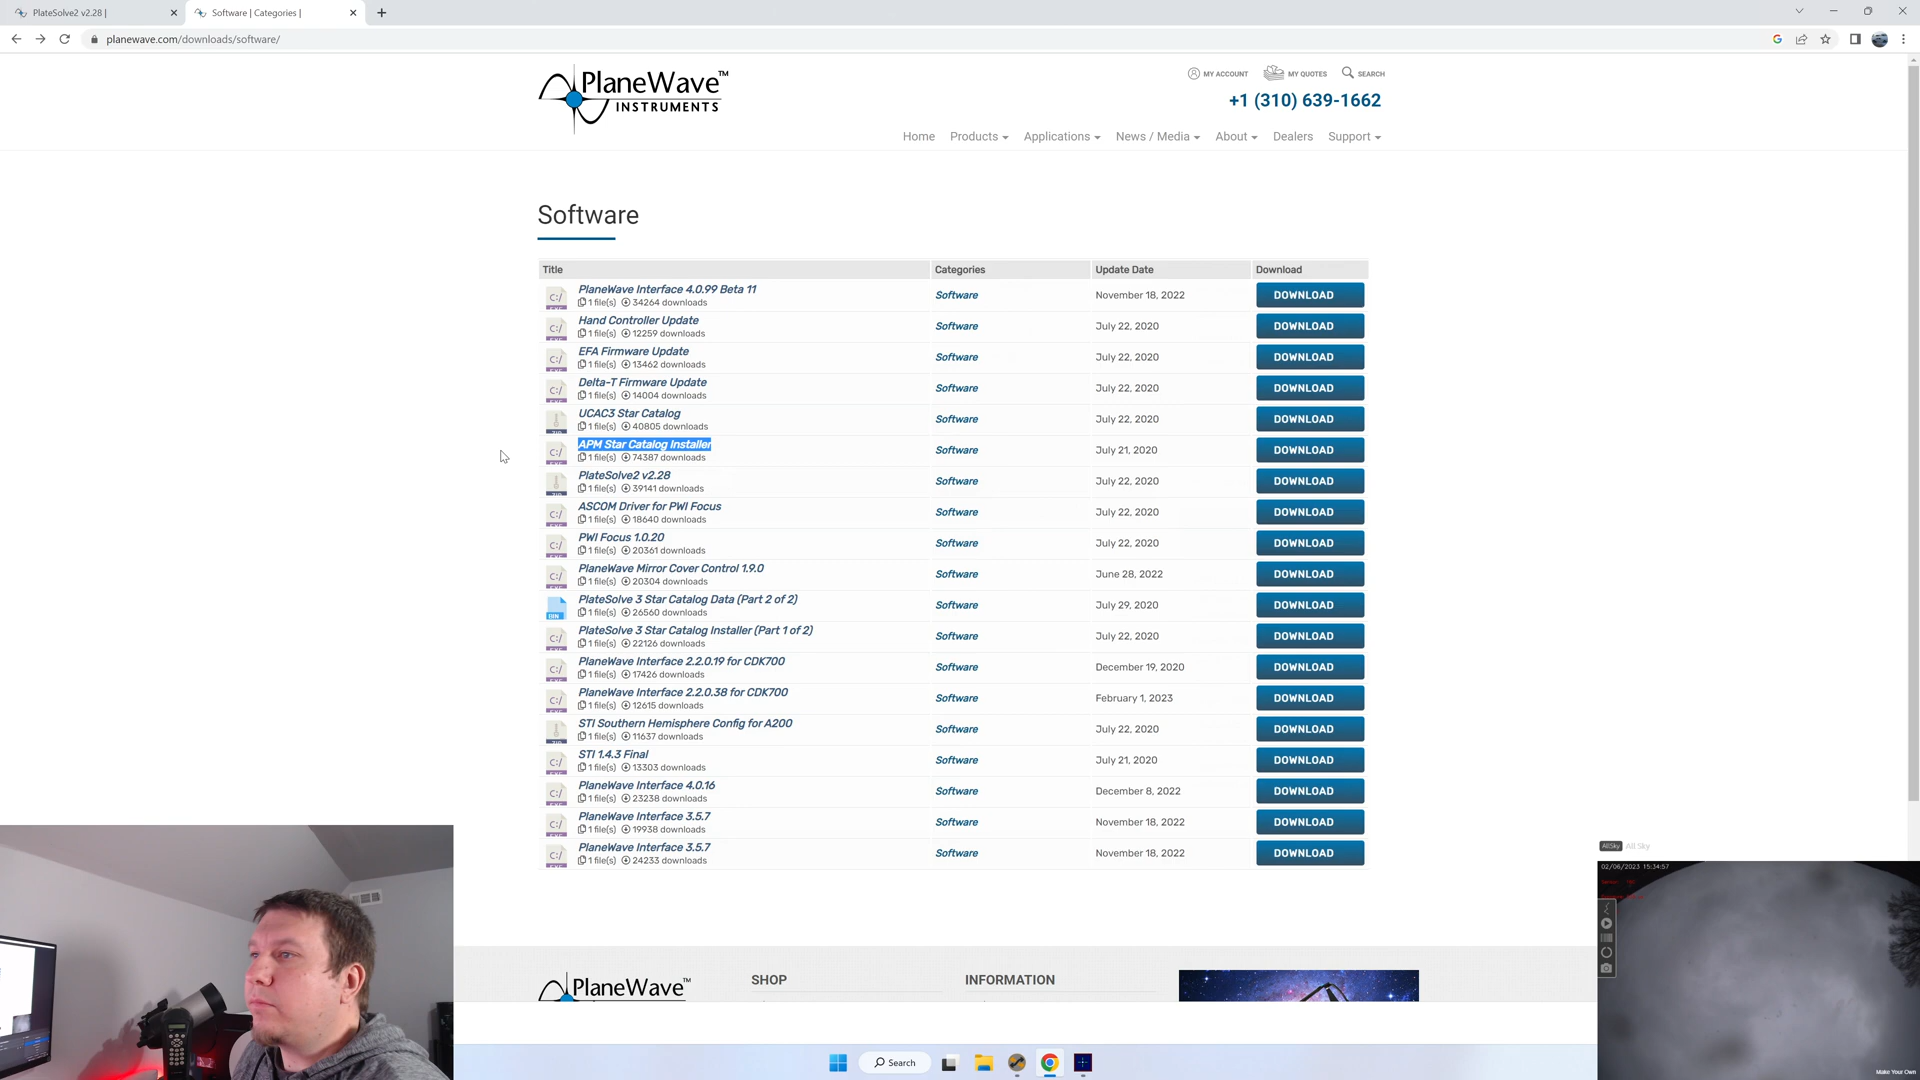 PlateSolve2 v2.28 |
Software | Categories |
planewave.com/downloads/software/
PlaneWave™
INSTRUMENTS
MY ACCOUNT
MY QUOTES
SEARCH
+1 (310) 639-1662
Home
Products
Applications
News / Media
About
Dealers
Support
Software
Title
Categories
Update Date
Download
PlaneWave Interface 4.0.99 Beta 11
1 file(s) 34264 downloads
Software
November 18, 2022
DOWNLOAD
Hand Controller Update
1 file(s) 12259 downloads
Software
July 22, 2020
DOWNLOAD
EFA Firmware Update
1 file(s) 13462 downloads
Software
July 22, 2020
DOWNLOAD
Delta-T Firmware Update
1 file(s) 14004 downloads
Software
July 22, 2020
DOWNLOAD
UCAC3 Star Catalog
1 file(s) 40805 downloads
Software
July 22, 2020
DOWNLOAD
APM Star Catalog Installer
1 file(s) 74387 downloads
Software
July 21, 2020
DOWNLOAD
PlateSolve2 v2.28
1 file(s) 39141 downloads
Software
July 22, 2020
DOWNLOAD
ASCOM Driver for PWI Focus
1 file(s) 18640 downloads
Software
July 22, 2020
DOWNLOAD
PWI Focus 1.0.20
1 file(s) 20361 downloads
Software
July 22, 2020
DOWNLOAD
PlaneWave Mirror Cover Control 1.9.0
1 file(s) 20304 downloads
Software
June 28, 2022
DOWNLOAD
PlateSolve 3 Star Catalog Data (Part 2 of 2)
1 file(s) 26560 downloads
Software
July 29, 2020
DOWNLOAD
PlateSolve 3 Star Catalog Installer (Part 1 of 2)
1 file(s) 22126 downloads
Software
July 22, 2020
DOWNLOAD
PlaneWave Interface 2.2.0.19 for CDK700
1 file(s) 17426 downloads
Software
December 19, 2020
DOWNLOAD
PlaneWave Interface 2.2.0.38 for CDK700
1 file(s) 12615 downloads
Software
February 1, 2023
DOWNLOAD
STI Southern Hemisphere Config for A200
1 file(s) 11637 downloads
Software
July 22, 2020
DOWNLOAD
STI 1.4.3 Final
1 file(s) 13303 downloads
Software
July 21, 2020
DOWNLOAD
PlaneWave Interface 4.0.16
1 file(s) 23238 downloads
Software
December 8, 2022
DOWNLOAD
PlaneWave Interface 3.5.7
1 file(s) 19938 downloads
Software
November 18, 2022
DOWNLOAD
PlaneWave Interface 3.5.7
1 file(s) 24233 downloads
Software
November 18, 2022
DOWNLOAD
AllSky All Sky
02/06/2023 15:34:57
PlaneWave™
SHOP
INFORMATION
Search
Make Your Own